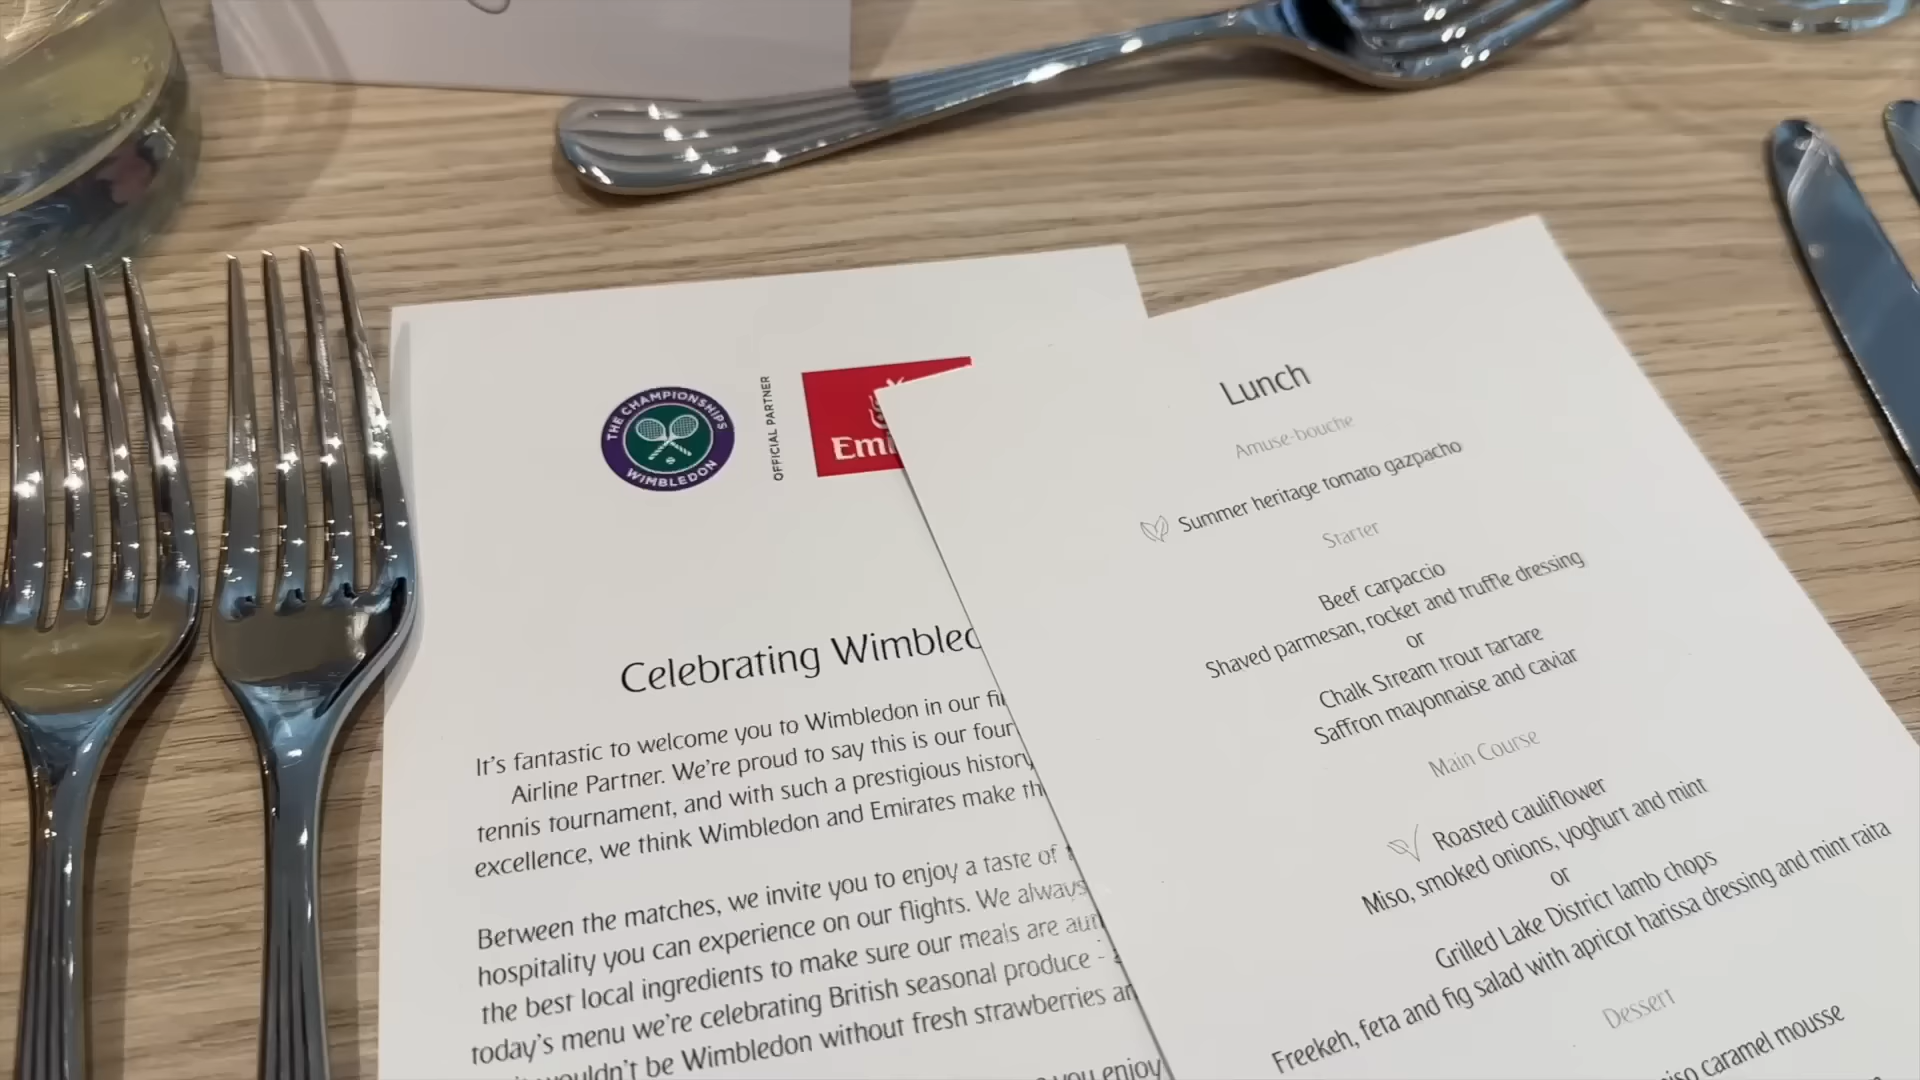 THE CHAMPIONSHIPS
WIMBLEDON
OFFICIAL PARTNER
Celebrating
It's fantastic to welcome you to Wimbledon in our
Airline Partner. We're proud to say this is our
tennis tournament, and with such a prestigious history
excellence, we think Wimbledon and Emirates make
Between the matches, we invite you to enjoy a taste of
hospitality you can experience on our flights. We always
the best local ingredients to make sure our meals are
today's menu we're celebrating British seasonal produce -
wouldn't be Wimbledon without fresh strawberries
you enjoy
Lunch
Amuse-bouche
Summer heritage tomato gazpacho
Starter
Beef carpaccio
Shaved parmesan, rocket and truffle dressing
or
Chalk Stream trout tartare
Saffron mayonnaise and caviar
Main Course
Roasted cauliflower
Miso, smoked onions, yoghurt and mint
or
Grilled Lake District lamb chops
Freekeh, feta and fig salad with apricot harissa dressing and mint raita
Dessert
caramel mousse